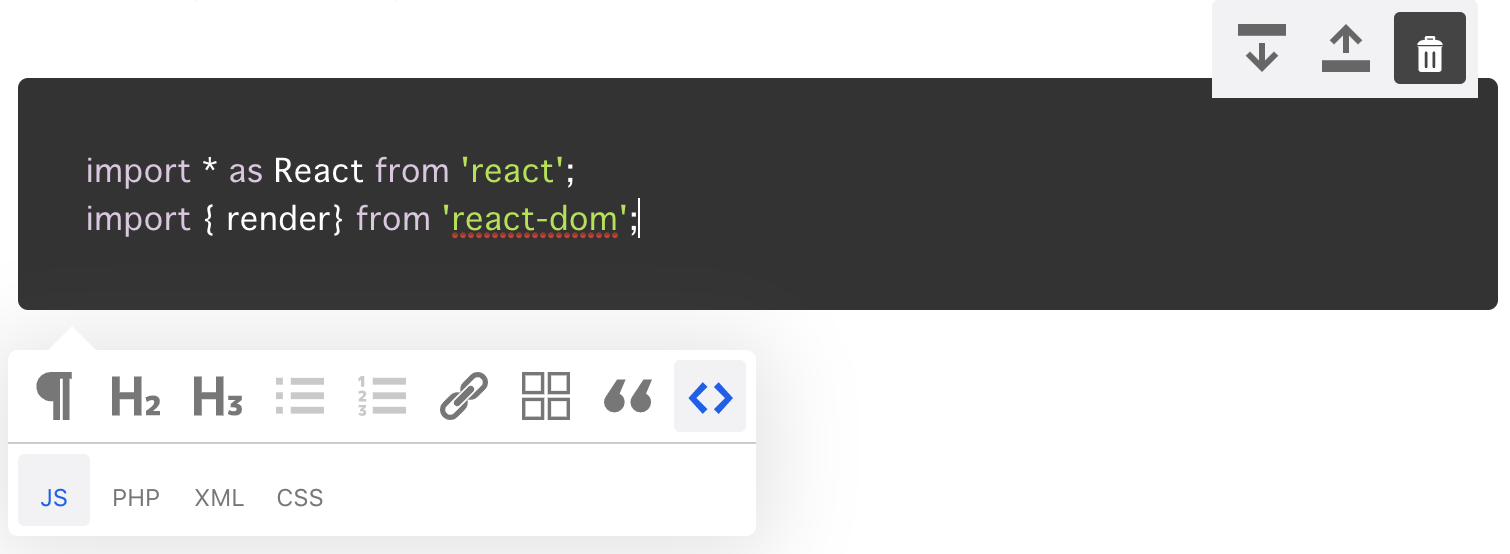 import * as React from 'react';
import { render} from 'react-dom';
H2 H3
1
2
3
JS PHP XML CSS